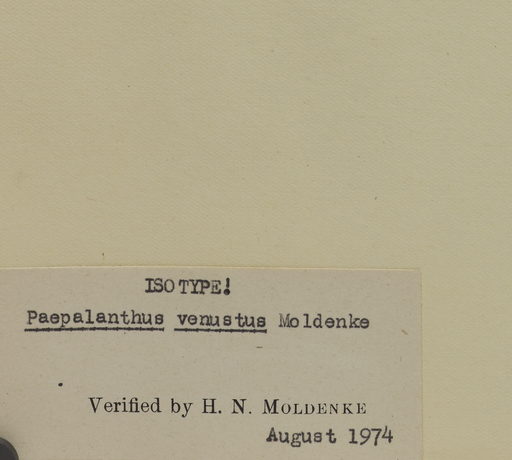 ISOTYPE!
Paepalanthus venustus Moldenke
Verified by H. N. MOLDENKE
August 1974